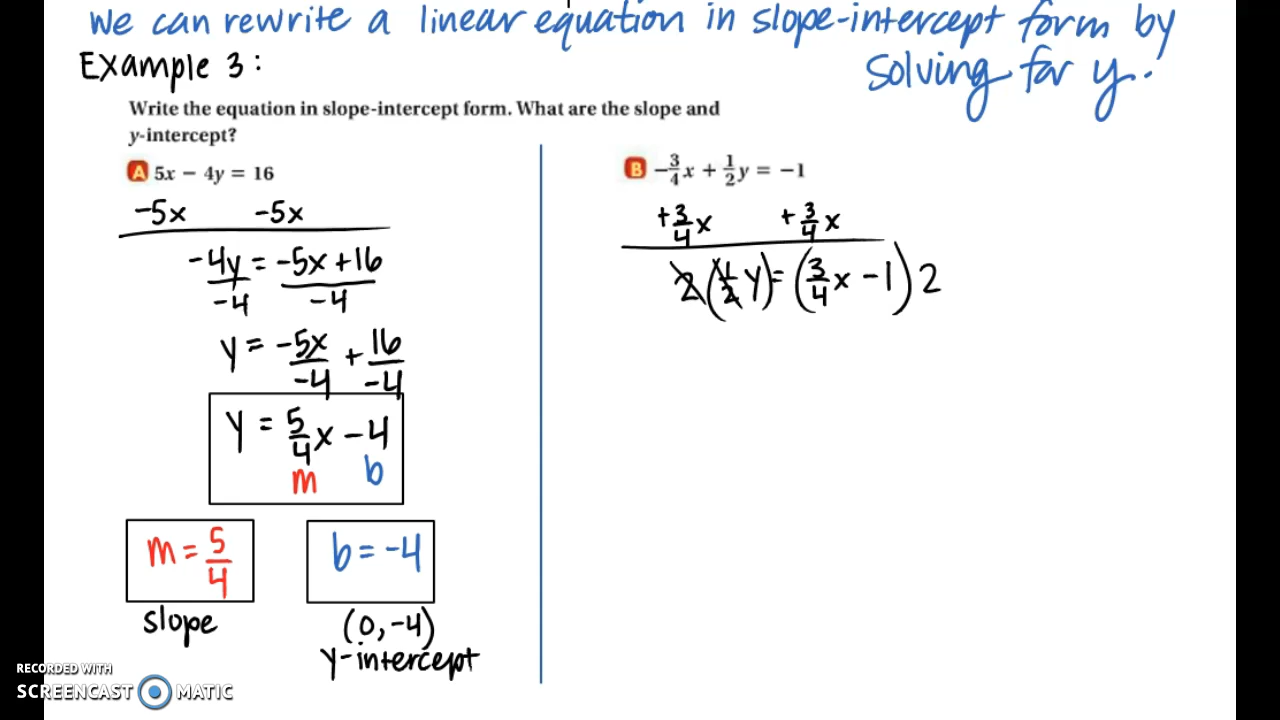 we can rewrite a linear equation in slope-intercept form by
solving for y.
Example 3:
Write the equation in slope-intercept form. What are the slope and
y-intercept?
A 5x − 4y = 16
-5x -5x
-4y/-4 = (-5x+16)/-4
y = -5x/-4 + 16/-4
y = 5/4x - 4
m b
m = 5/4
b = -4
slope
(0,-4)
y-intercept
B −3/4x + 1/2y = −1
+3/4x +3/4x
2(1/2 y) = (3/4x - 1)2
RECORDED WITH
SCREENCAST MATIC